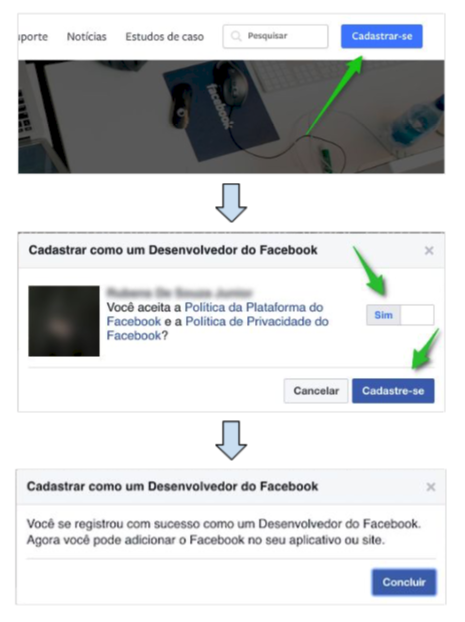 Notícias Estudos de caso Pesquisar Cadastrar-se
facebook
Cadastrar como um Desenvolvedor do Facebook ×
Você aceita a Política da Plataforma do
Facebook e a Política de Privacidade do
Facebook?
Sim
Cancelar Cadastre-se
Cadastrar como um Desenvolvedor do Facebook ×
Você se registrou com sucesso como um Desenvolvedor do Facebook.
Agora você pode adicionar o Facebook no seu aplicativo ou site.
Concluir